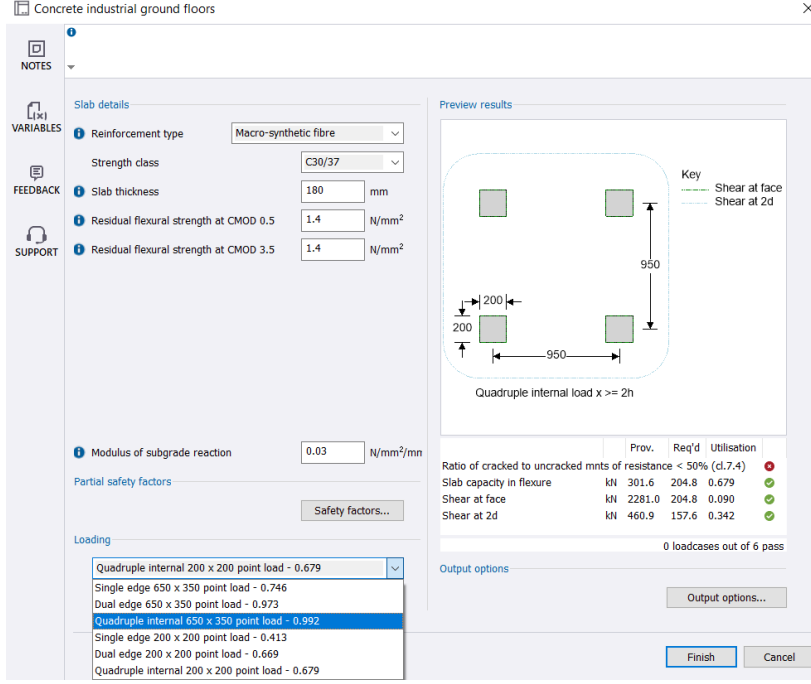 Concrete industrial ground floors
NOTES
VARIABLES
FEEDBACK
SUPPORT
Slab details
Reinforcement type Macro-synthetic fibre
Strength class C30/37
Slab thickness 180 mm
Residual flexural strength at CMOD 0.5 1.4 N/mm²
Residual flexural strength at CMOD 3.5 1.4 N/mm²
Modulus of subgrade reaction 0.03 N/mm²/mm
Partial safety factors
Safety factors...
Loading
Quadruple internal 200 x 200 point load - 0.679
Single edge 650 x 350 point load - 0.746
Dual edge 650 x 350 point load - 0.973
Quadruple internal 650 x 350 point load - 0.992
Single edge 200 x 200 point load - 0.413
Dual edge 200 x 200 point load - 0.669
Quadruple internal 200 x 200 point load - 0.679
Preview results
Key
Shear at face
Shear at 2d
950
200
200
950
Quadruple internal load x >= 2h
Prov. Req'd Utilisation
Ratio of cracked to uncracked mnts of resistance < 50% (cl.7.4)
Slab capacity in flexure kN 301.6 204.8 0.679
Shear at face kN 2281.0 204.8 0.090
Shear at 2d kN 460.9 157.6 0.342
0 loadcases out of 6 pass
Output options
Output options...
Finish Cancel